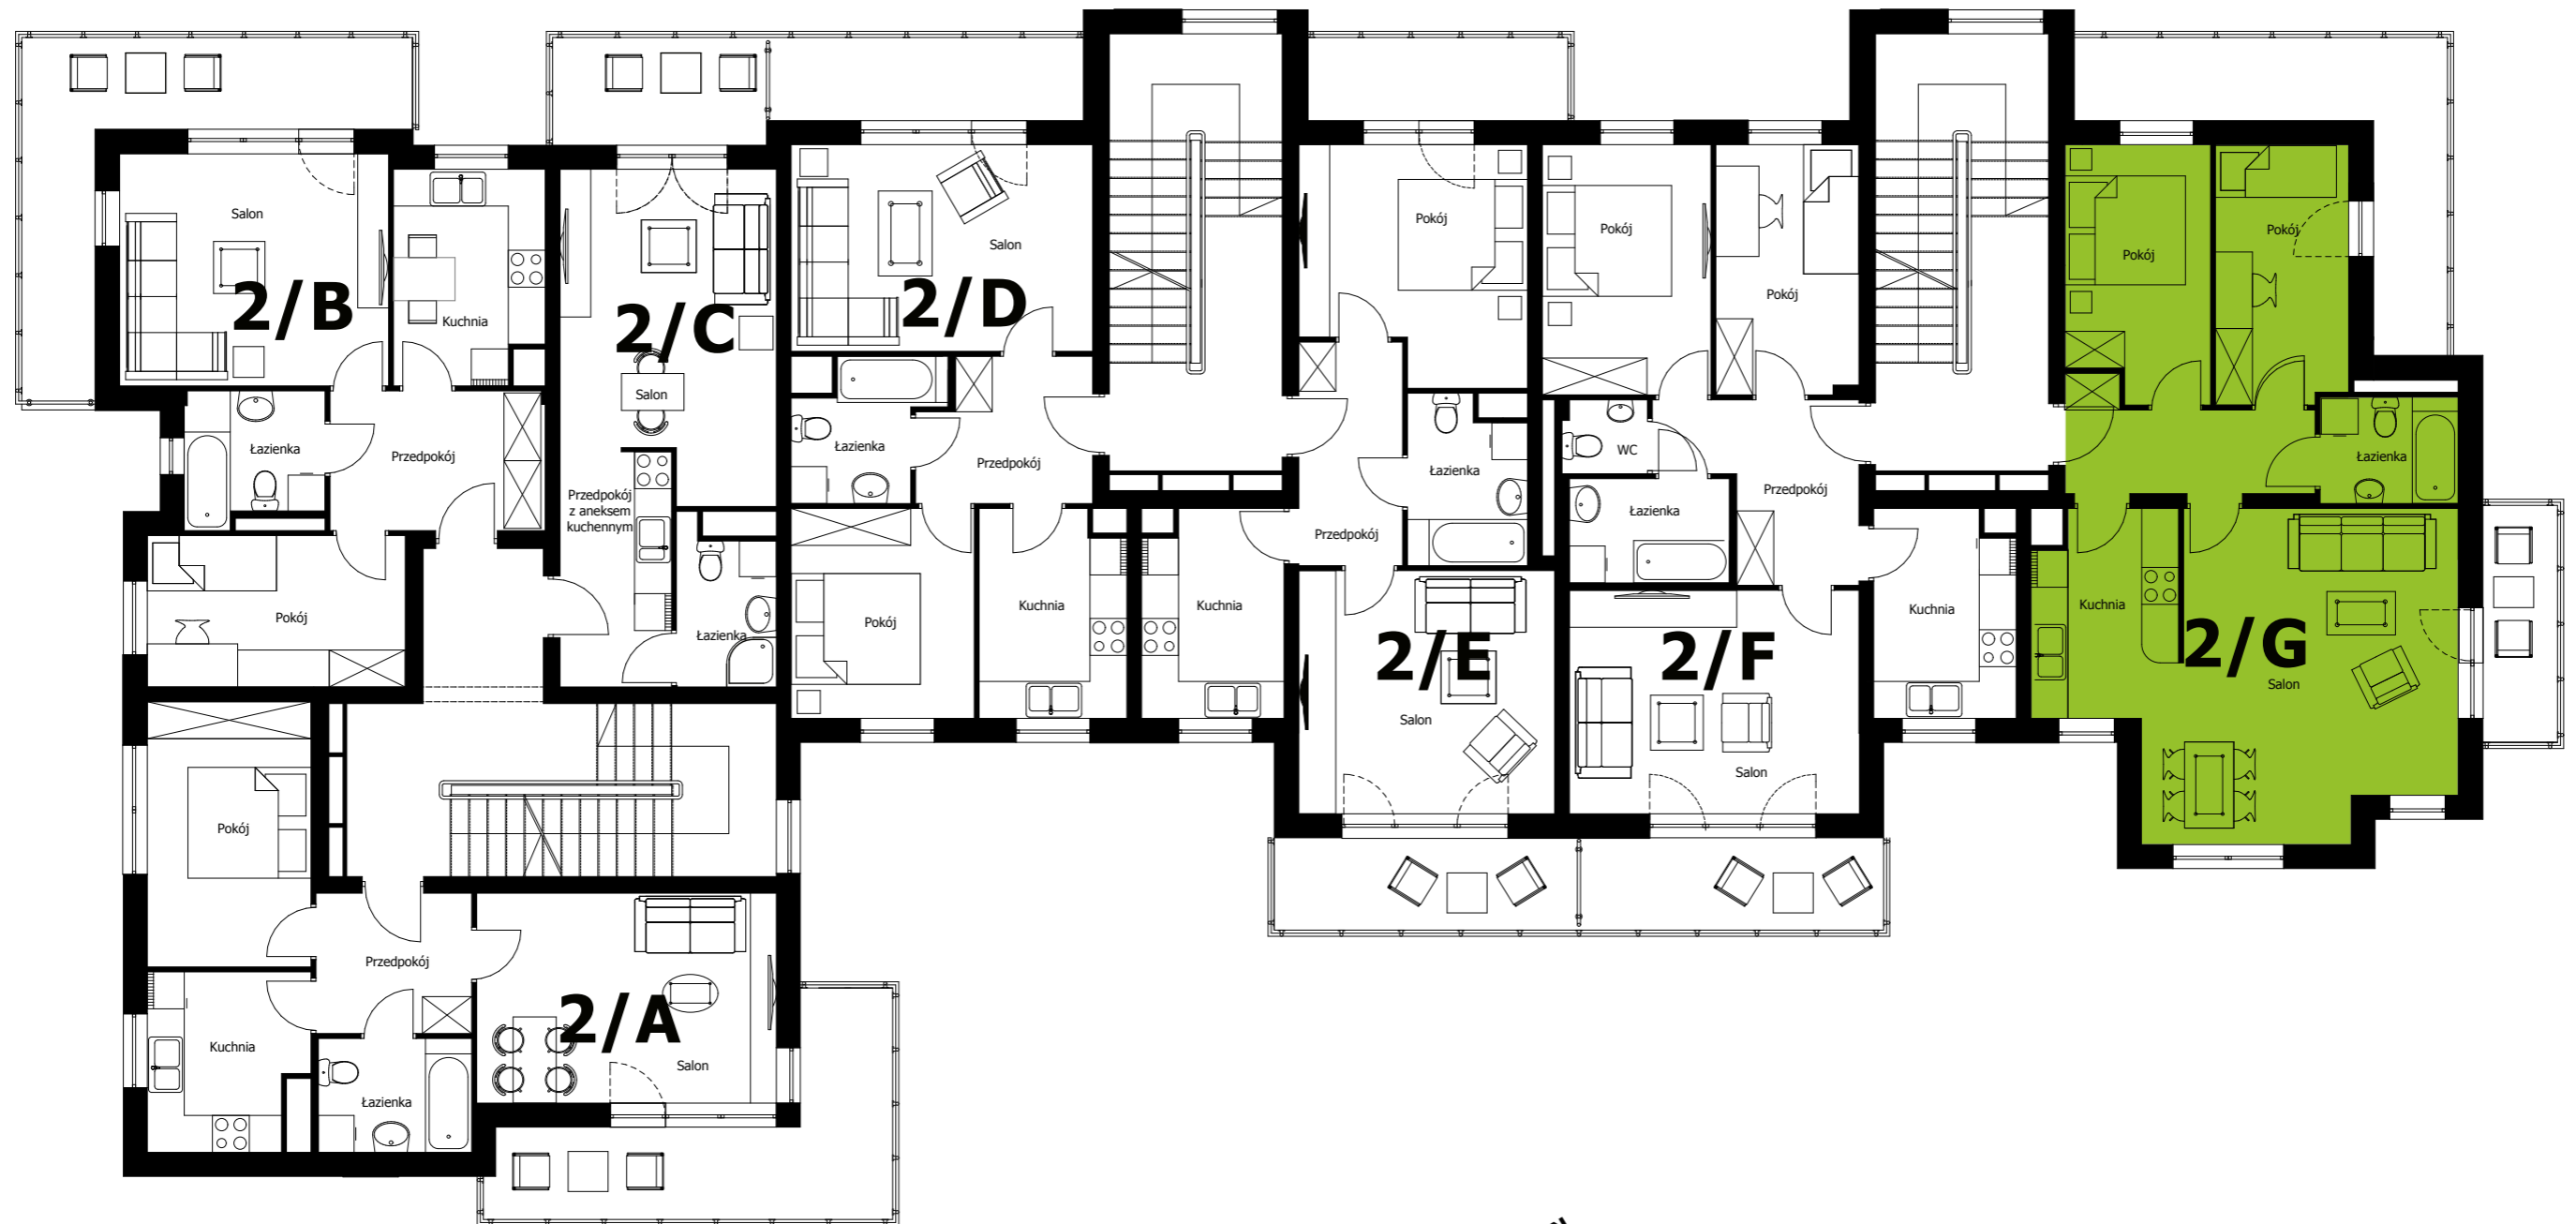 Salon
2/B
Kuchnia
Łazienka
Przedpokój
Pokój
2/C
Salon
Przedpokój
z aneksem
kuchennym
Łazienka
Salon
2/D
Łazienka
Przedpokój
Pokój
Kuchnia
Pokój
Łazienka
Przedpokój
Kuchnia
2/E
Salon
Pokój
Pokój
WC
Łazienka
Przedpokój
Kuchnia
2/F
Salon
Pokój
Pokój
Łazienka
Kuchnia
2/G
Salon
Pokój
Przedpokój
Kuchnia
Łazienka
2/A
Salon